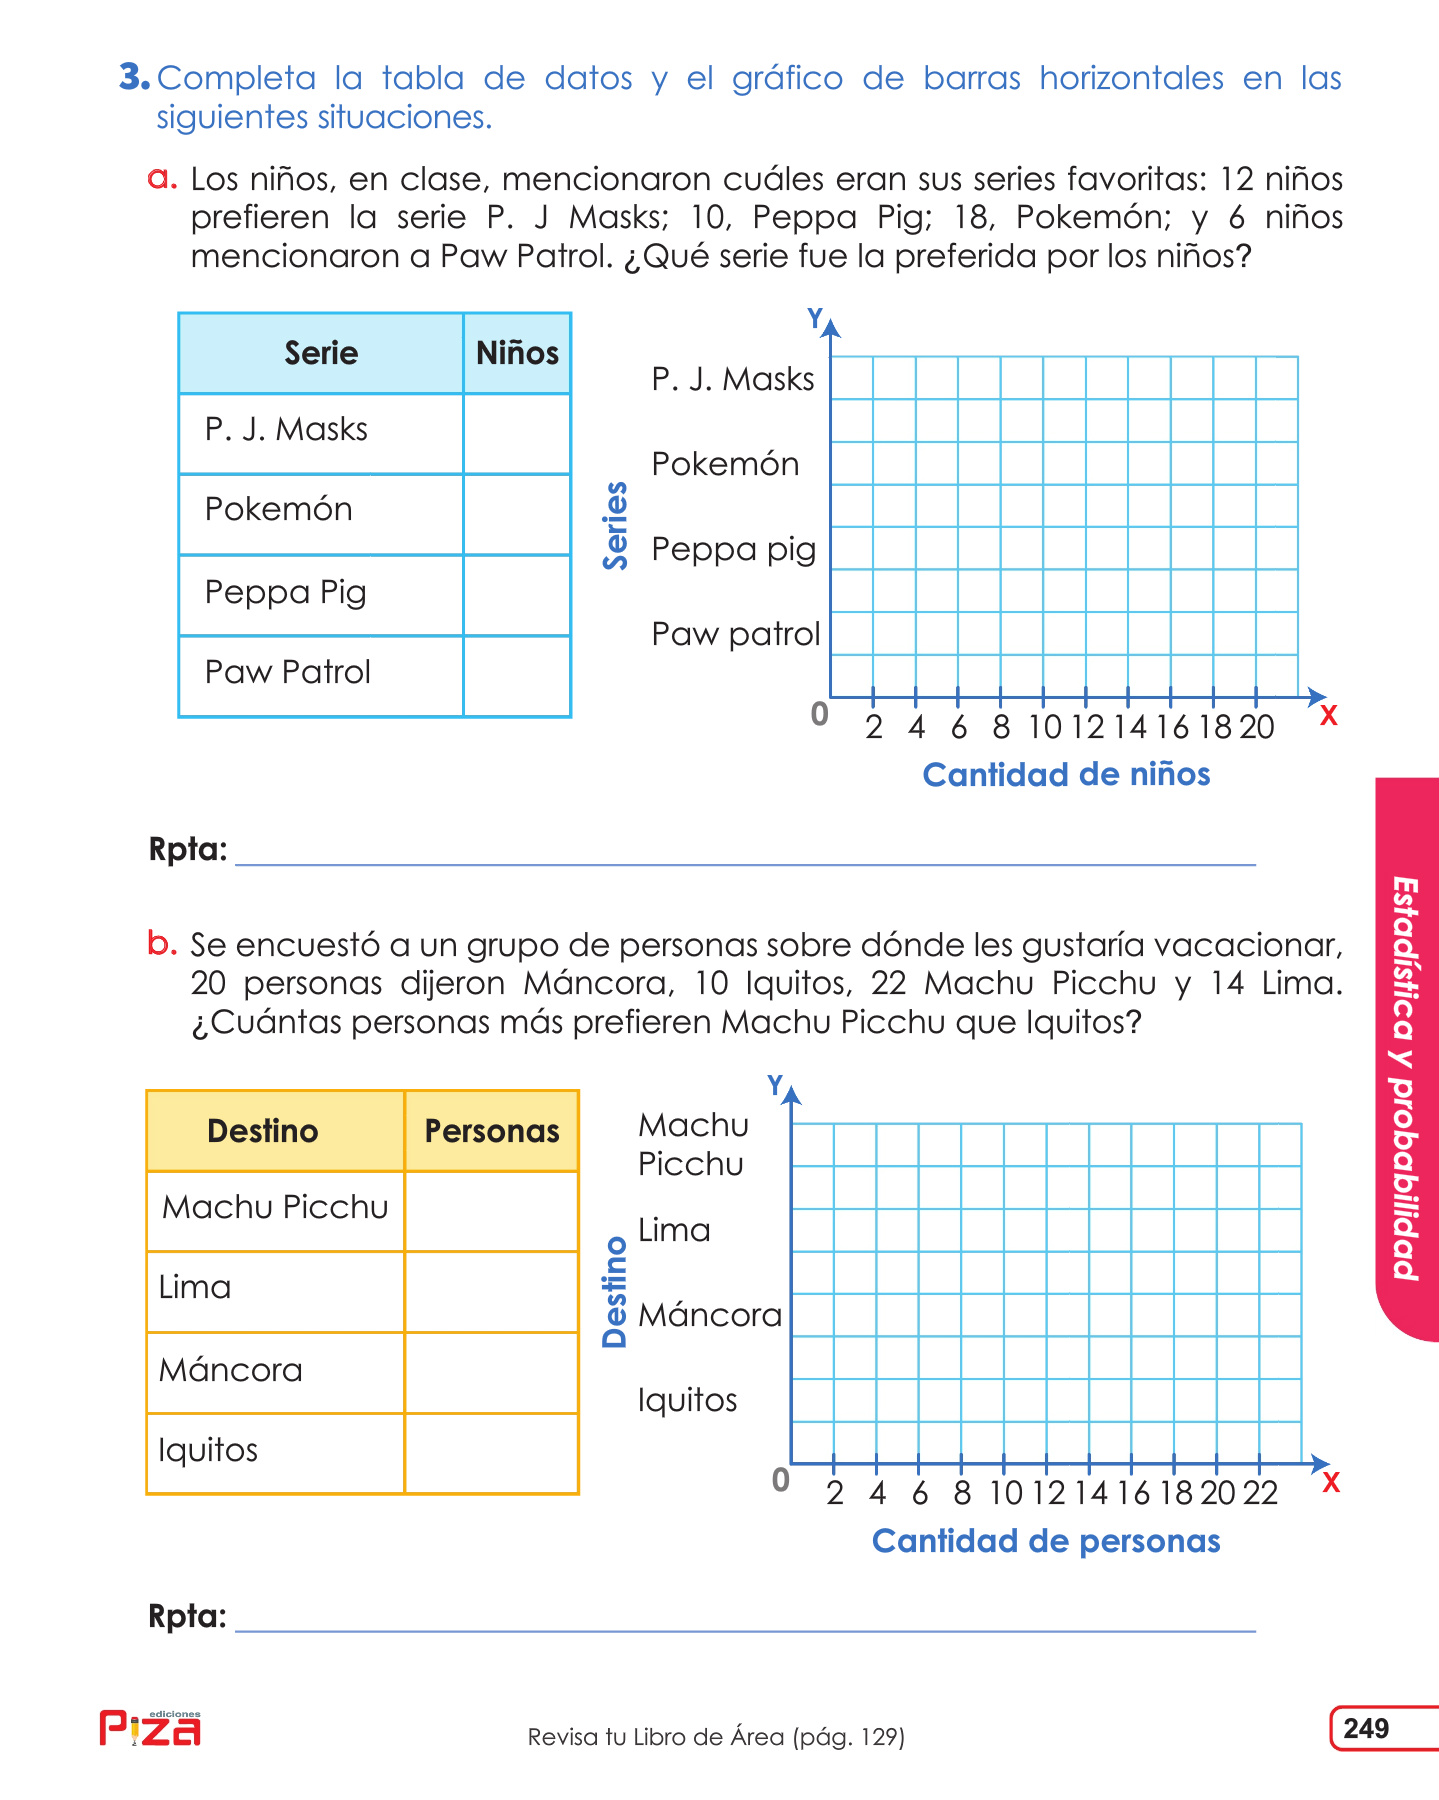 3. Completa la tabla de datos y el gráfico de barras horizontales en las
siguientes situaciones.
a. Los niños, en clase, mencionaron cuáles eran sus series favoritas: 12 niños
prefieren la serie P. J Masks; 10, Peppa Pig; 18, Pokemón; y 6 niños
mencionaron a Paw Patrol. ¿Qué serie fue la preferida por los niños?
Serie Niños
P. J. Masks
Pokemón
Peppa Pig
Paw Patrol
Y
Series
P. J. Masks
Pokemón
Peppa pig
Paw patrol
0 2 4 6 8 10 12 14 16 18 20 X
Cantidad de niños
Rpta:
b. Se encuestó a un grupo de personas sobre dónde les gustaría vacacionar,
20 personas dijeron Máncora, 10 Iquitos, 22 Machu Picchu y 14 Lima.
¿Cuántas personas más prefieren Machu Picchu que Iquitos?
Destino Personas
Machu Picchu
Lima
Máncora
Iquitos
Y
Destino
Machu
Picchu
Lima
Máncora
Iquitos
0 2 4 6 8 10 12 14 16 18 20 22 X
Cantidad de personas
Rpta:
Estadística y probabilidad
ediciones
Piza
Revisa tu Libro de Área (pág. 129)
249